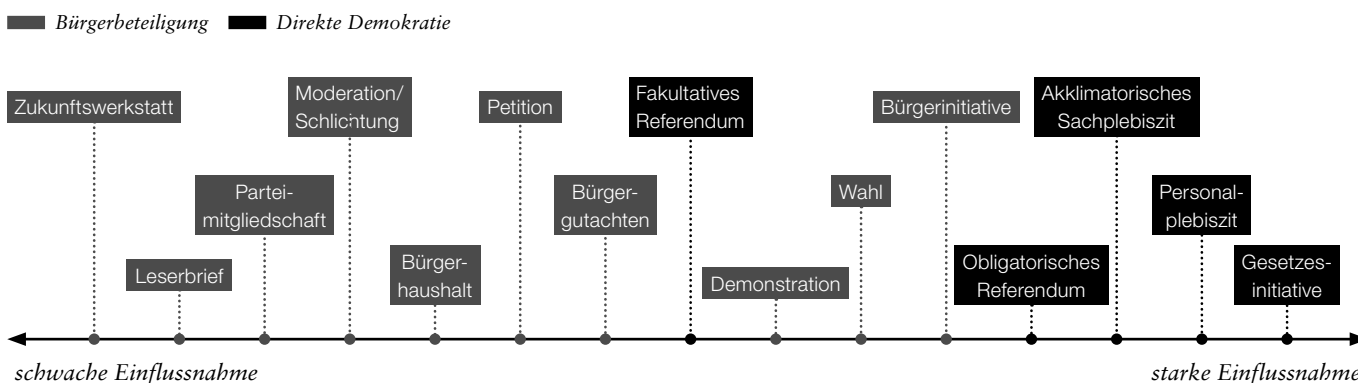 Bürgerbeteiligung
Direkte Demokratie
Zukunftswerkstatt
Leserbrief
Partei-
mitgliedschaft
Moderation/
Schlichtung
Bürger-
haushalt
Petition
Bürger-
gutachten
Fakultatives
Referendum
Demonstration
Wahl
Bürgerinitiative
Obligatorisches
Referendum
Akklimatorisches
Sachplebiszit
Personal-
plebiszit
Gesetzes-
initiative
schwache Einflussnahme
starke Einflussnahme